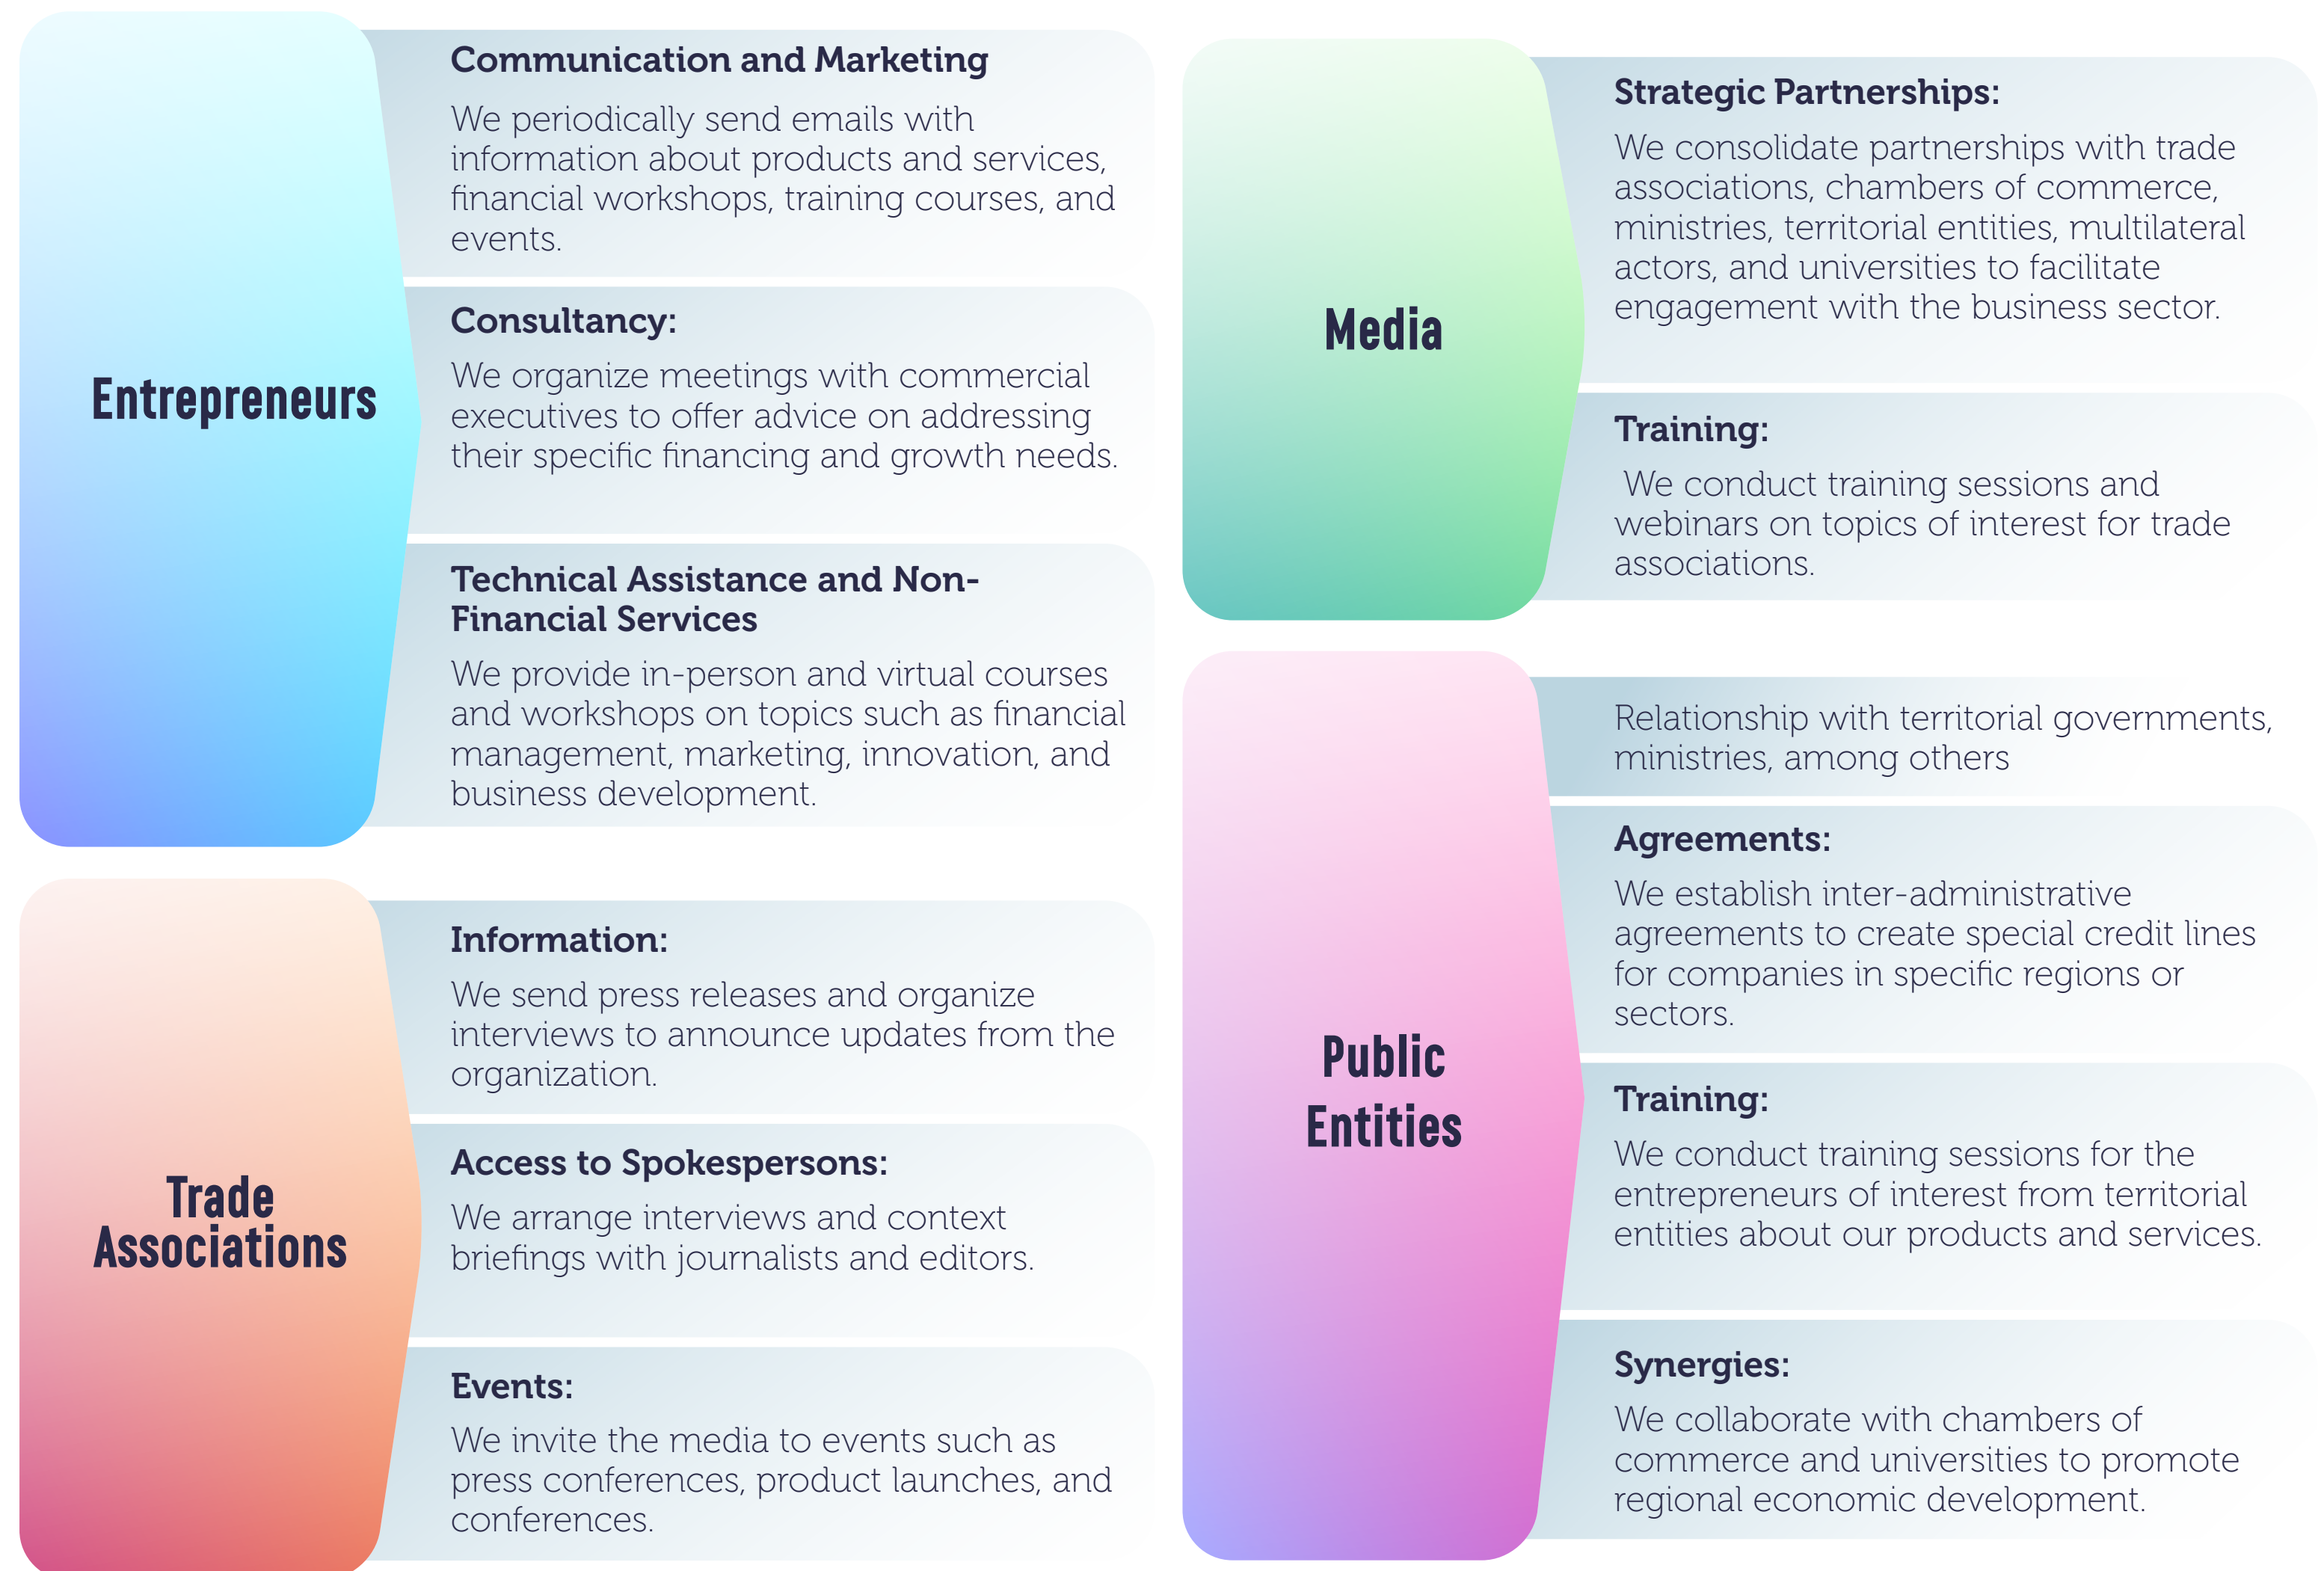 Entrepreneurs
Communication and Marketing
We periodically send emails with
information about products and services,
financial workshops, training courses, and
events.
Consultancy:
We organize meetings with commercial
executives to offer advice on addressing
their specific financing and growth needs.
Technical Assistance and Non-
Financial Services
We provide in-person and virtual courses
and workshops on topics such as financial
management, marketing, innovation, and
business development.
Trade
Associations
Information:
We send press releases and organize
interviews to announce updates from the
organization.
Access to Spokespersons:
We arrange interviews and context
briefings with journalists and editors.
Events:
We invite the media to events such as
press conferences, product launches, and
conferences.
Media
Strategic Partnerships:
We consolidate partnerships with trade
associations, chambers of commerce,
ministries, territorial entities, multilateral
actors, and universities to facilitate
engagement with the business sector.
Training:
We conduct training sessions and
webinars on topics of interest for trade
associations.
Public
Entities
Relationship with territorial governments,
ministries, among others
Agreements:
We establish inter-administrative
agreements to create special credit lines
for companies in specific regions or
sectors.
Training:
We conduct training sessions for the
entrepreneurs of interest from territorial
entities about our products and services.
Synergies:
We collaborate with chambers of
commerce and universities to promote
regional economic development.